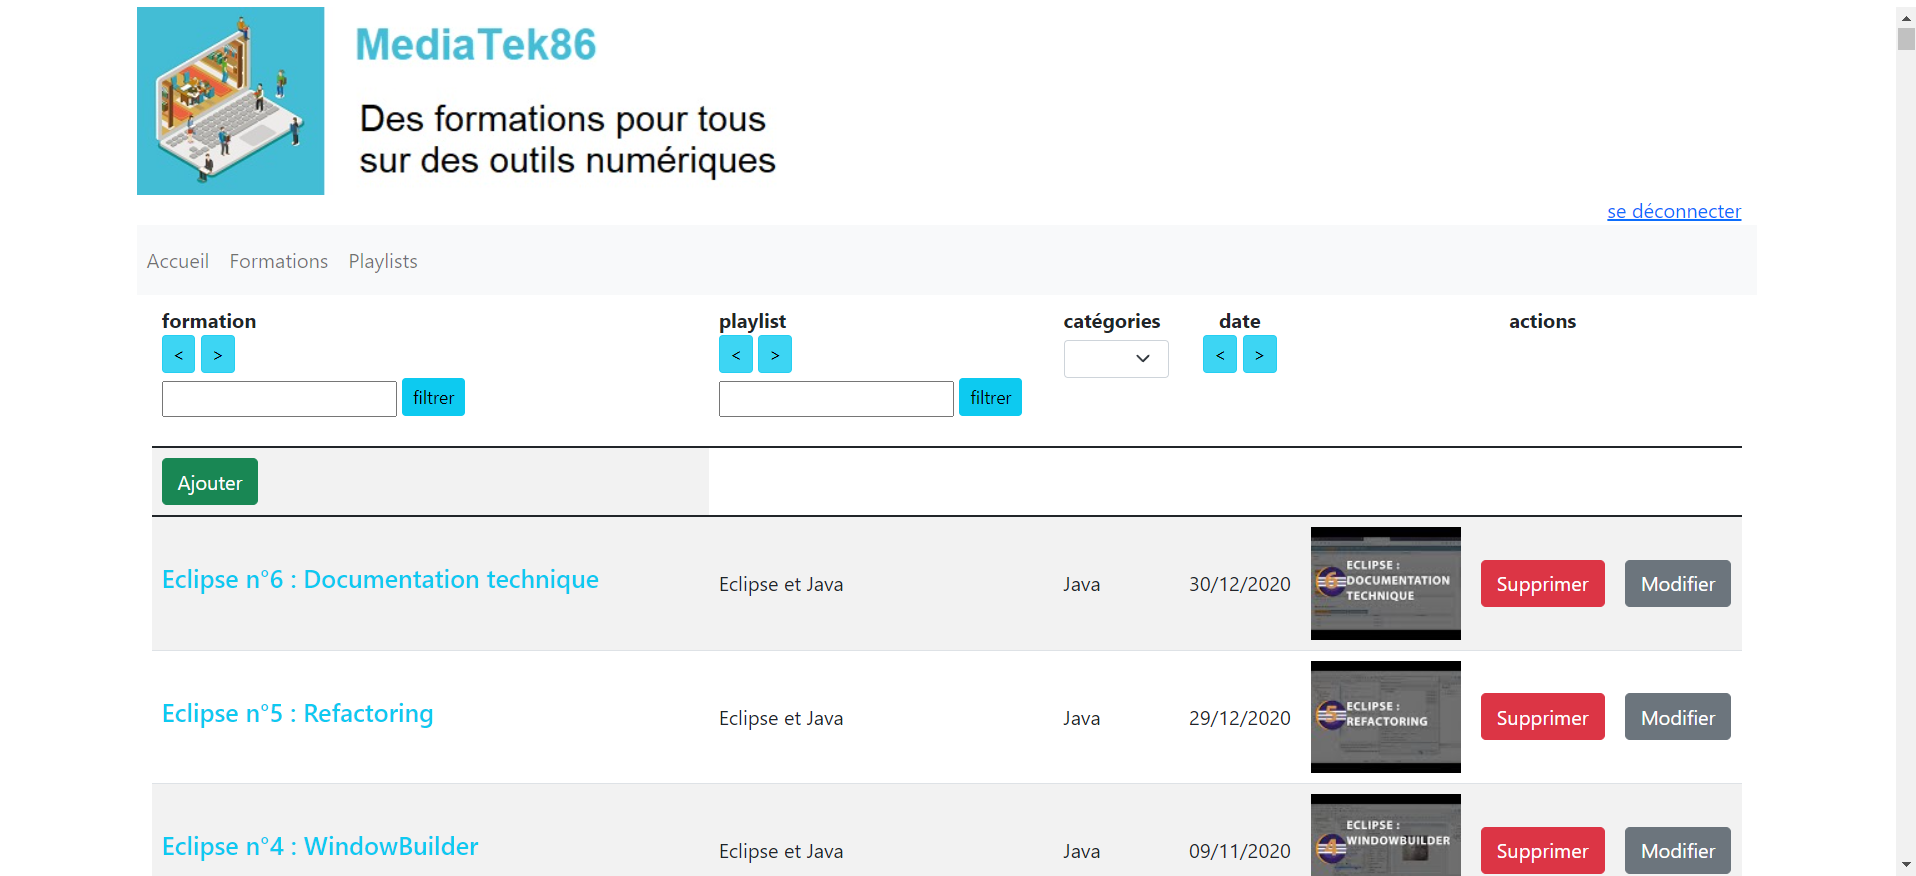 MediaTek86
Des formations pour tous
sur des outils numériques
se déconnecter
Accueil Formations Playlists
formation playlist catégories date actions
< > < > < >
filtrer filtrer
Ajouter
Eclipse n°6 : Documentation technique Eclipse et Java Java 30/12/2020 Supprimer Modifier
6 ECLIPSE :
DOCUMENTATION
TECHNIQUE
Eclipse n°5 : Refactoring Eclipse et Java Java 29/12/2020 Supprimer Modifier
5 ECLIPSE :
REFACTORING
Eclipse n°4 : WindowBuilder Eclipse et Java Java 09/11/2020 Supprimer Modifier
4 ECLIPSE :
WINDOWBUILDER